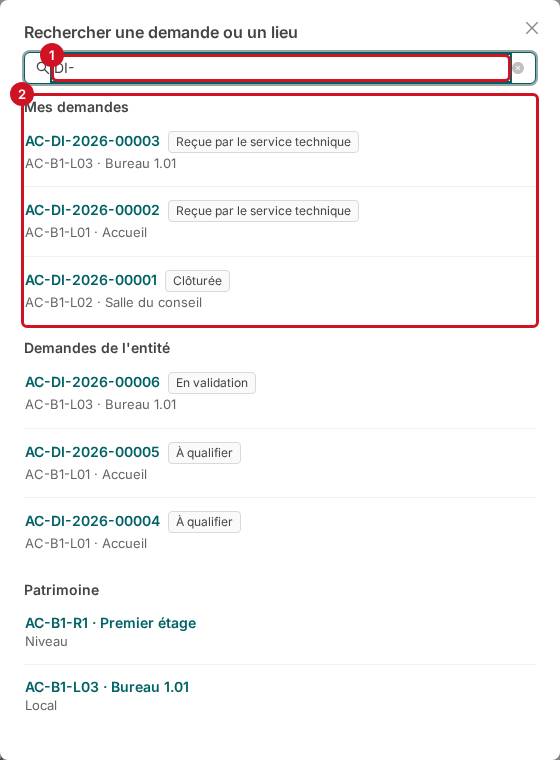 Rechercher une demande ou un lieu
1
DI-
2
Mes demandes
AC-DI-2026-00003 Reçue par le service technique
AC-B1-L03 · Bureau 1.01
AC-DI-2026-00002 Reçue par le service technique
AC-B1-L01 · Accueil
AC-DI-2026-00001 Clôturée
AC-B1-L02 · Salle du conseil
Demandes de l'entité
AC-DI-2026-00006 En validation
AC-B1-L03 · Bureau 1.01
AC-DI-2026-00005 À qualifier
AC-B1-L01 · Accueil
AC-DI-2026-00004 À qualifier
AC-B1-L01 · Accueil
Patrimoine
AC-B1-R1 · Premier étage
Niveau
AC-B1-L03 · Bureau 1.01
Local